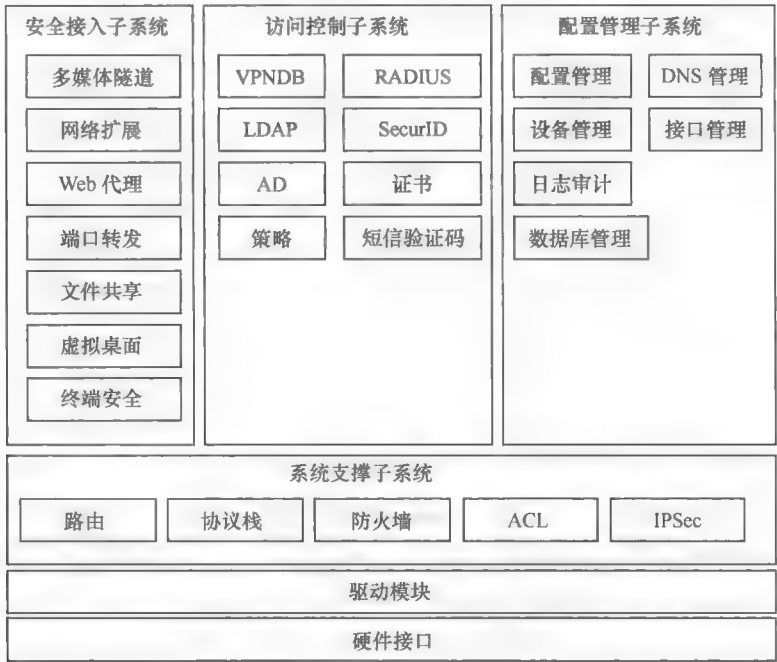 安全接入子系统
多媒体隧道
网络扩展
Web 代理
端口转发
文件共享
虚拟桌面
终端安全
访问控制子系统
VPNDB
RADIUS
LDAP
SecurID
AD
证书
策略
短信验证码
配置管理子系统
配置管理
DNS 管理
设备管理
接口管理
日志审计
数据库管理
系统支撑子系统
路由
协议栈
防火墙
ACL
IPSec
驱动模块
硬件接口